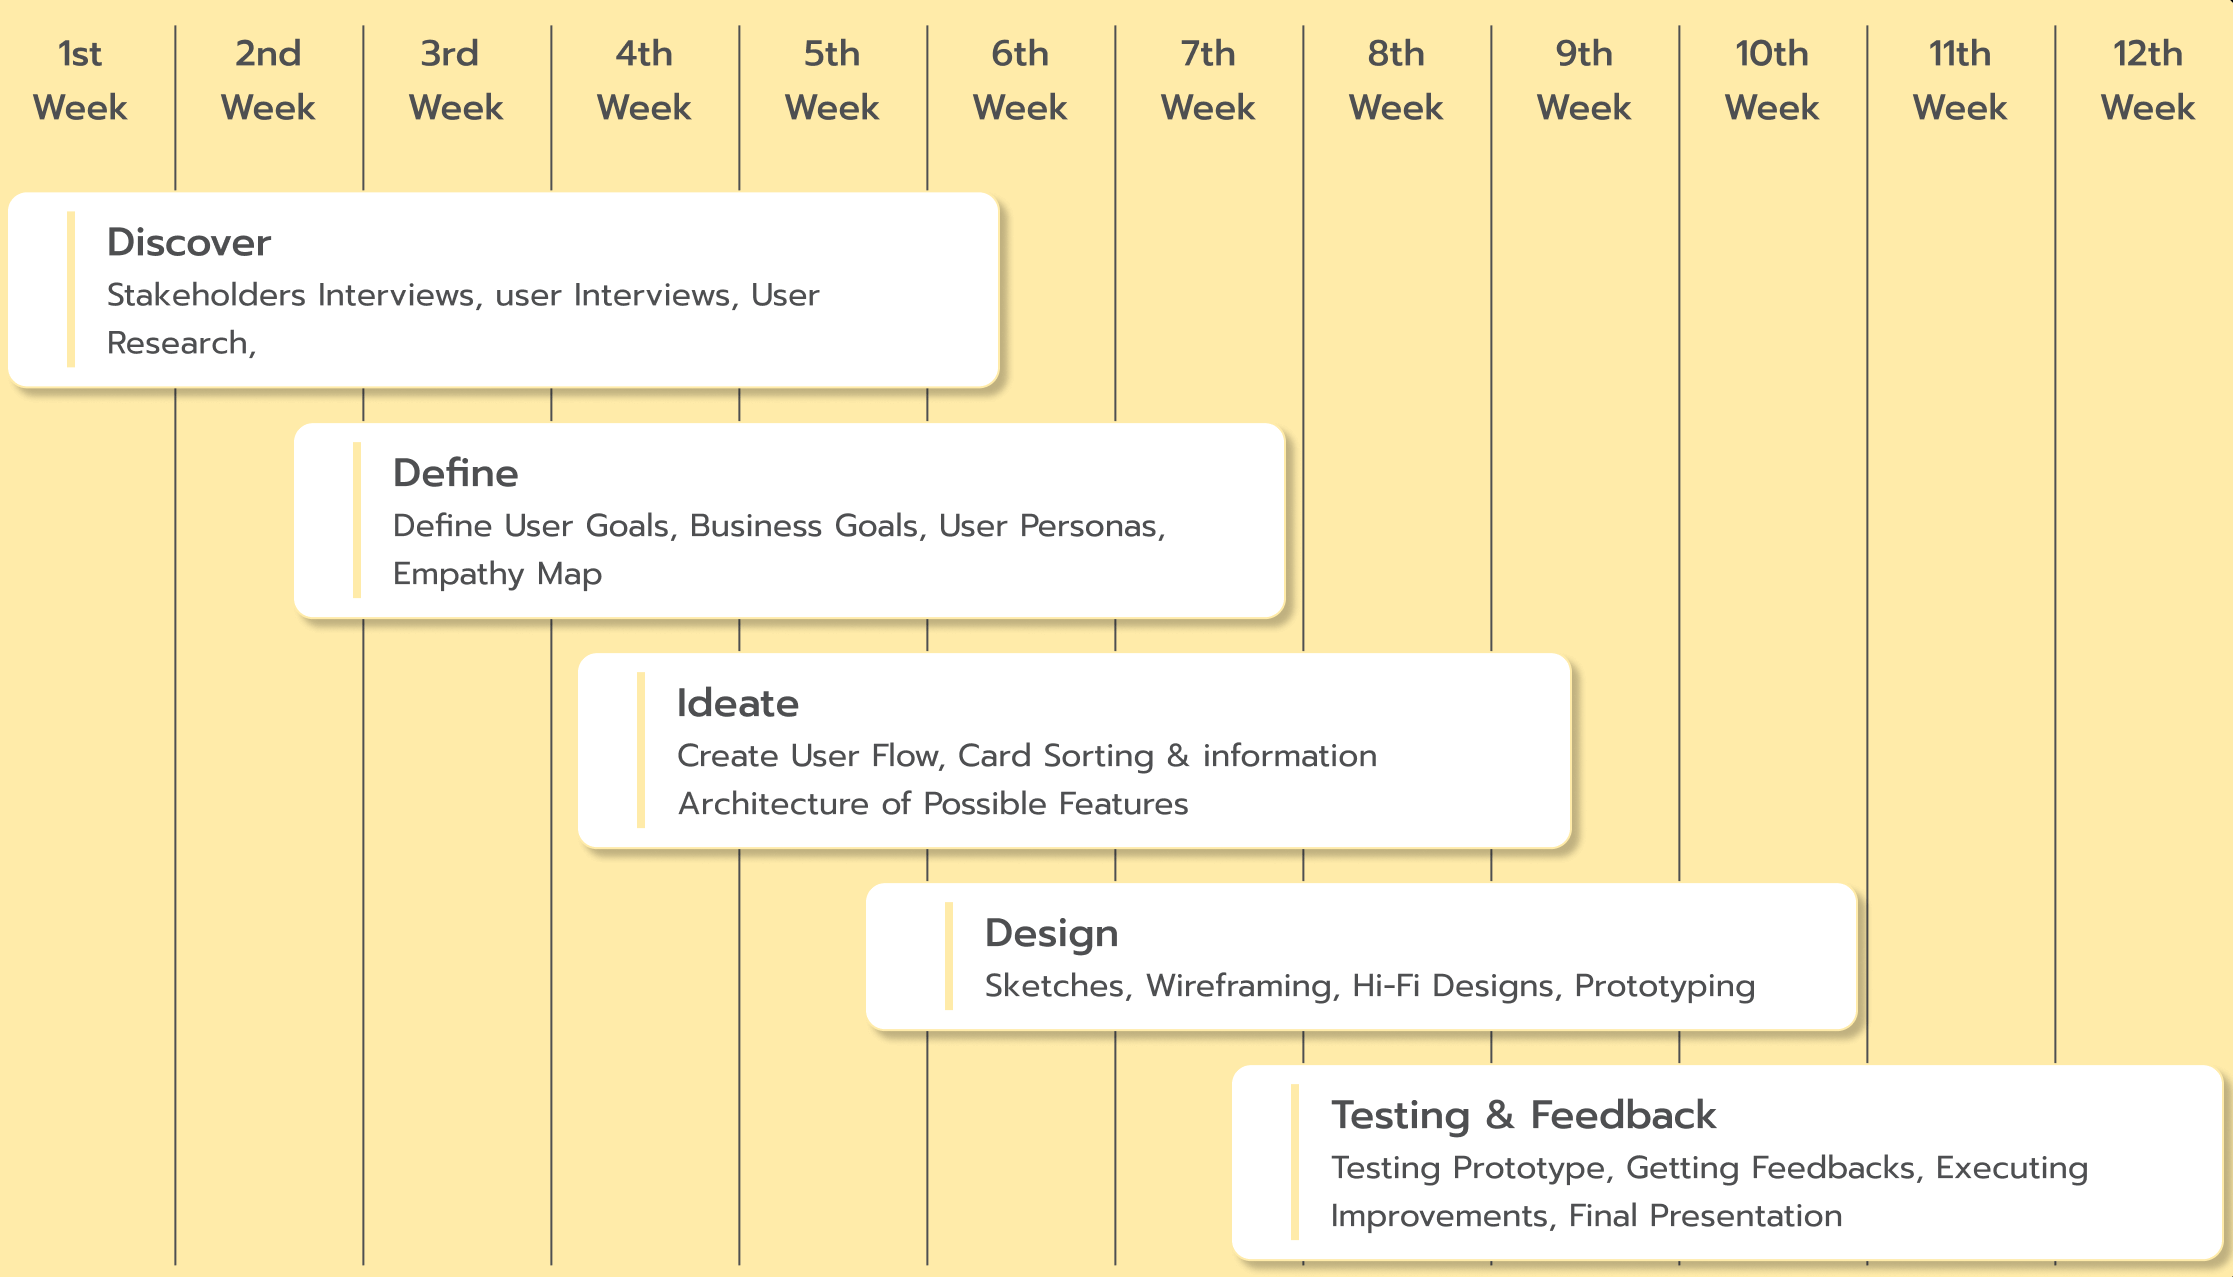 1st
Week
2nd
Week
3rd
Week
4th
Week
5th
Week
6th
Week
7th
Week
8th
Week
9th
Week
10th
Week
11th
Week
12th
Week
Discover
Stakeholders Interviews, user Interviews, User
Research,
Define
Define User Goals, Business Goals, User Personas,
Empathy Map
Ideate
Create User Flow, Card Sorting & information
Architecture of Possible Features
Design
Sketches, Wireframing, Hi-Fi Designs, Prototyping
Testing & Feedback
Testing Prototype, Getting Feedbacks, Executing
Improvements, Final Presentation